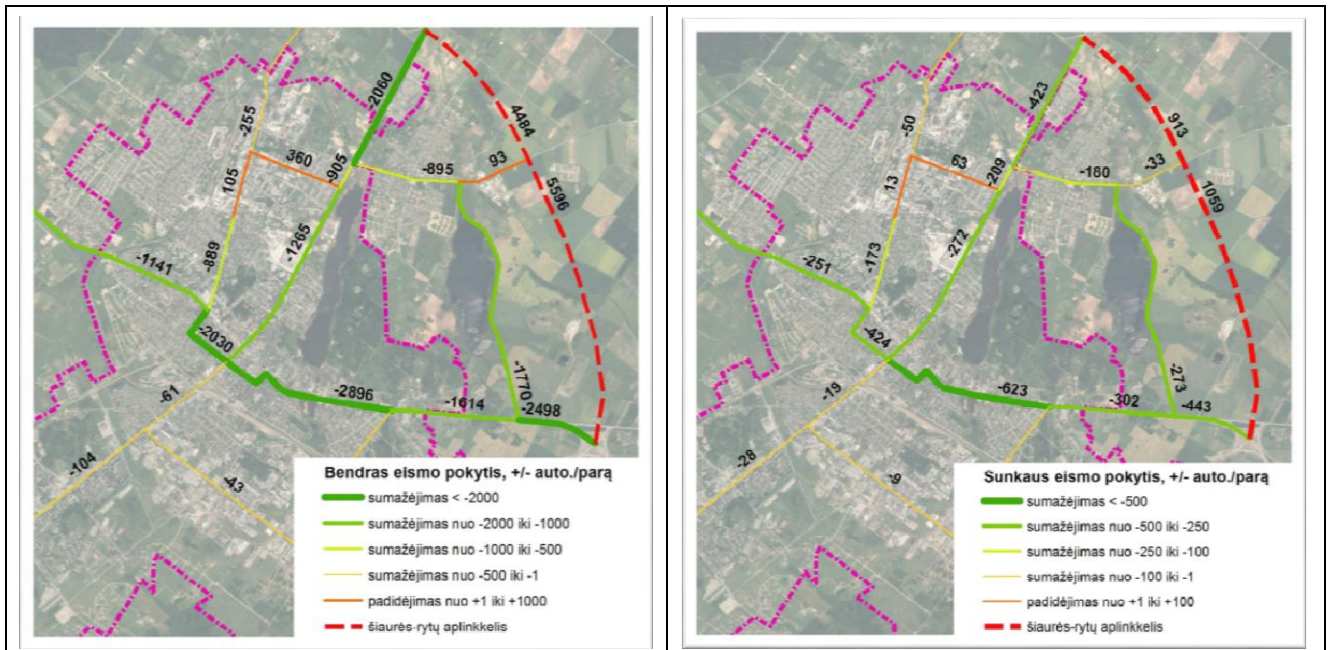 -2060
4484
-255
360
-905
-895
93
105
5596
-1265
-889
-1141
-2030
-2896
-1770
-1614
-2498
-61
-104
-43
Bendras eismo pokytis, +/- auto./parą
sumažėjimas < -2000
sumažėjimas nuo -2000 iki -1000
sumažėjimas nuo -1000 iki -500
sumažėjimas nuo -500 iki -1
padidėjimas nuo +1 iki +1000
šiaurės-rytų aplinkkelis
-423
913
-50
63
-209
-180
-33
13
1059
-272
-173
-251
-424
-623
-273
-302
-443
-19
-28
-9
Sunkaus eismo pokytis, +/- auto./parą
sumažėjimas < -500
sumažėjimas nuo -500 iki -250
sumažėjimas nuo -250 iki -100
sumažėjimas nuo -100 iki -1
padidėjimas nuo +1 iki +100
šiaurės-rytų aplinkkelis